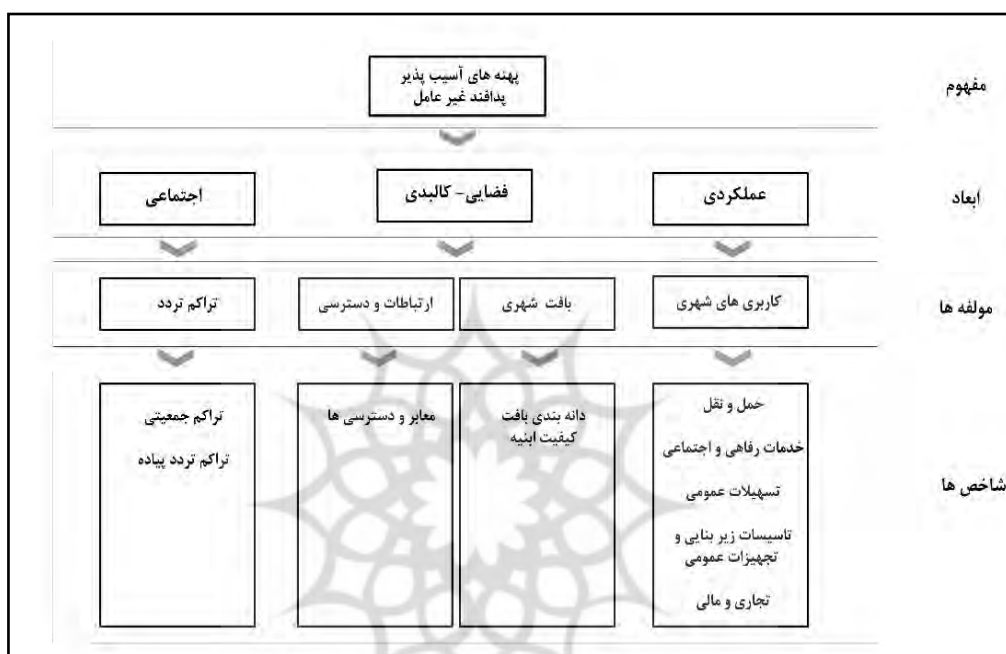 مفهوم
پهنه های آسیب پذیر
پدافند غیر عامل
ابعاد
عملکردی
فضایی- کالبدی
اجتماعی
مولفه ها
کاربری های شهری
بافت شهری
ارتباطات و دسترسی
تراکم تردد
شاخص ها
حمل و نقل
خدمات رفاهی و اجتماعی
تسهیلات عمومی
تاسیسات زیر بنایی و
تجهیزات عمومی
تجاری و مالی
دانه بندی بافت
کیفیت ابنیه
معابر و دسترسی ها
تراکم جمعیتی
تراکم تردد پیاده